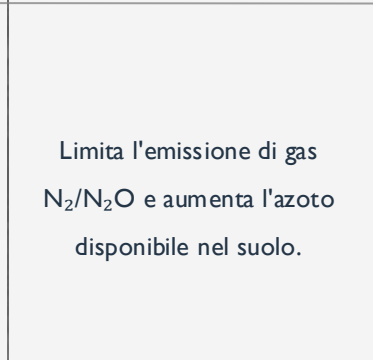 Limita l'emissione di gas
N₂/N₂O e aumenta l'azoto
disponibile nel suolo.